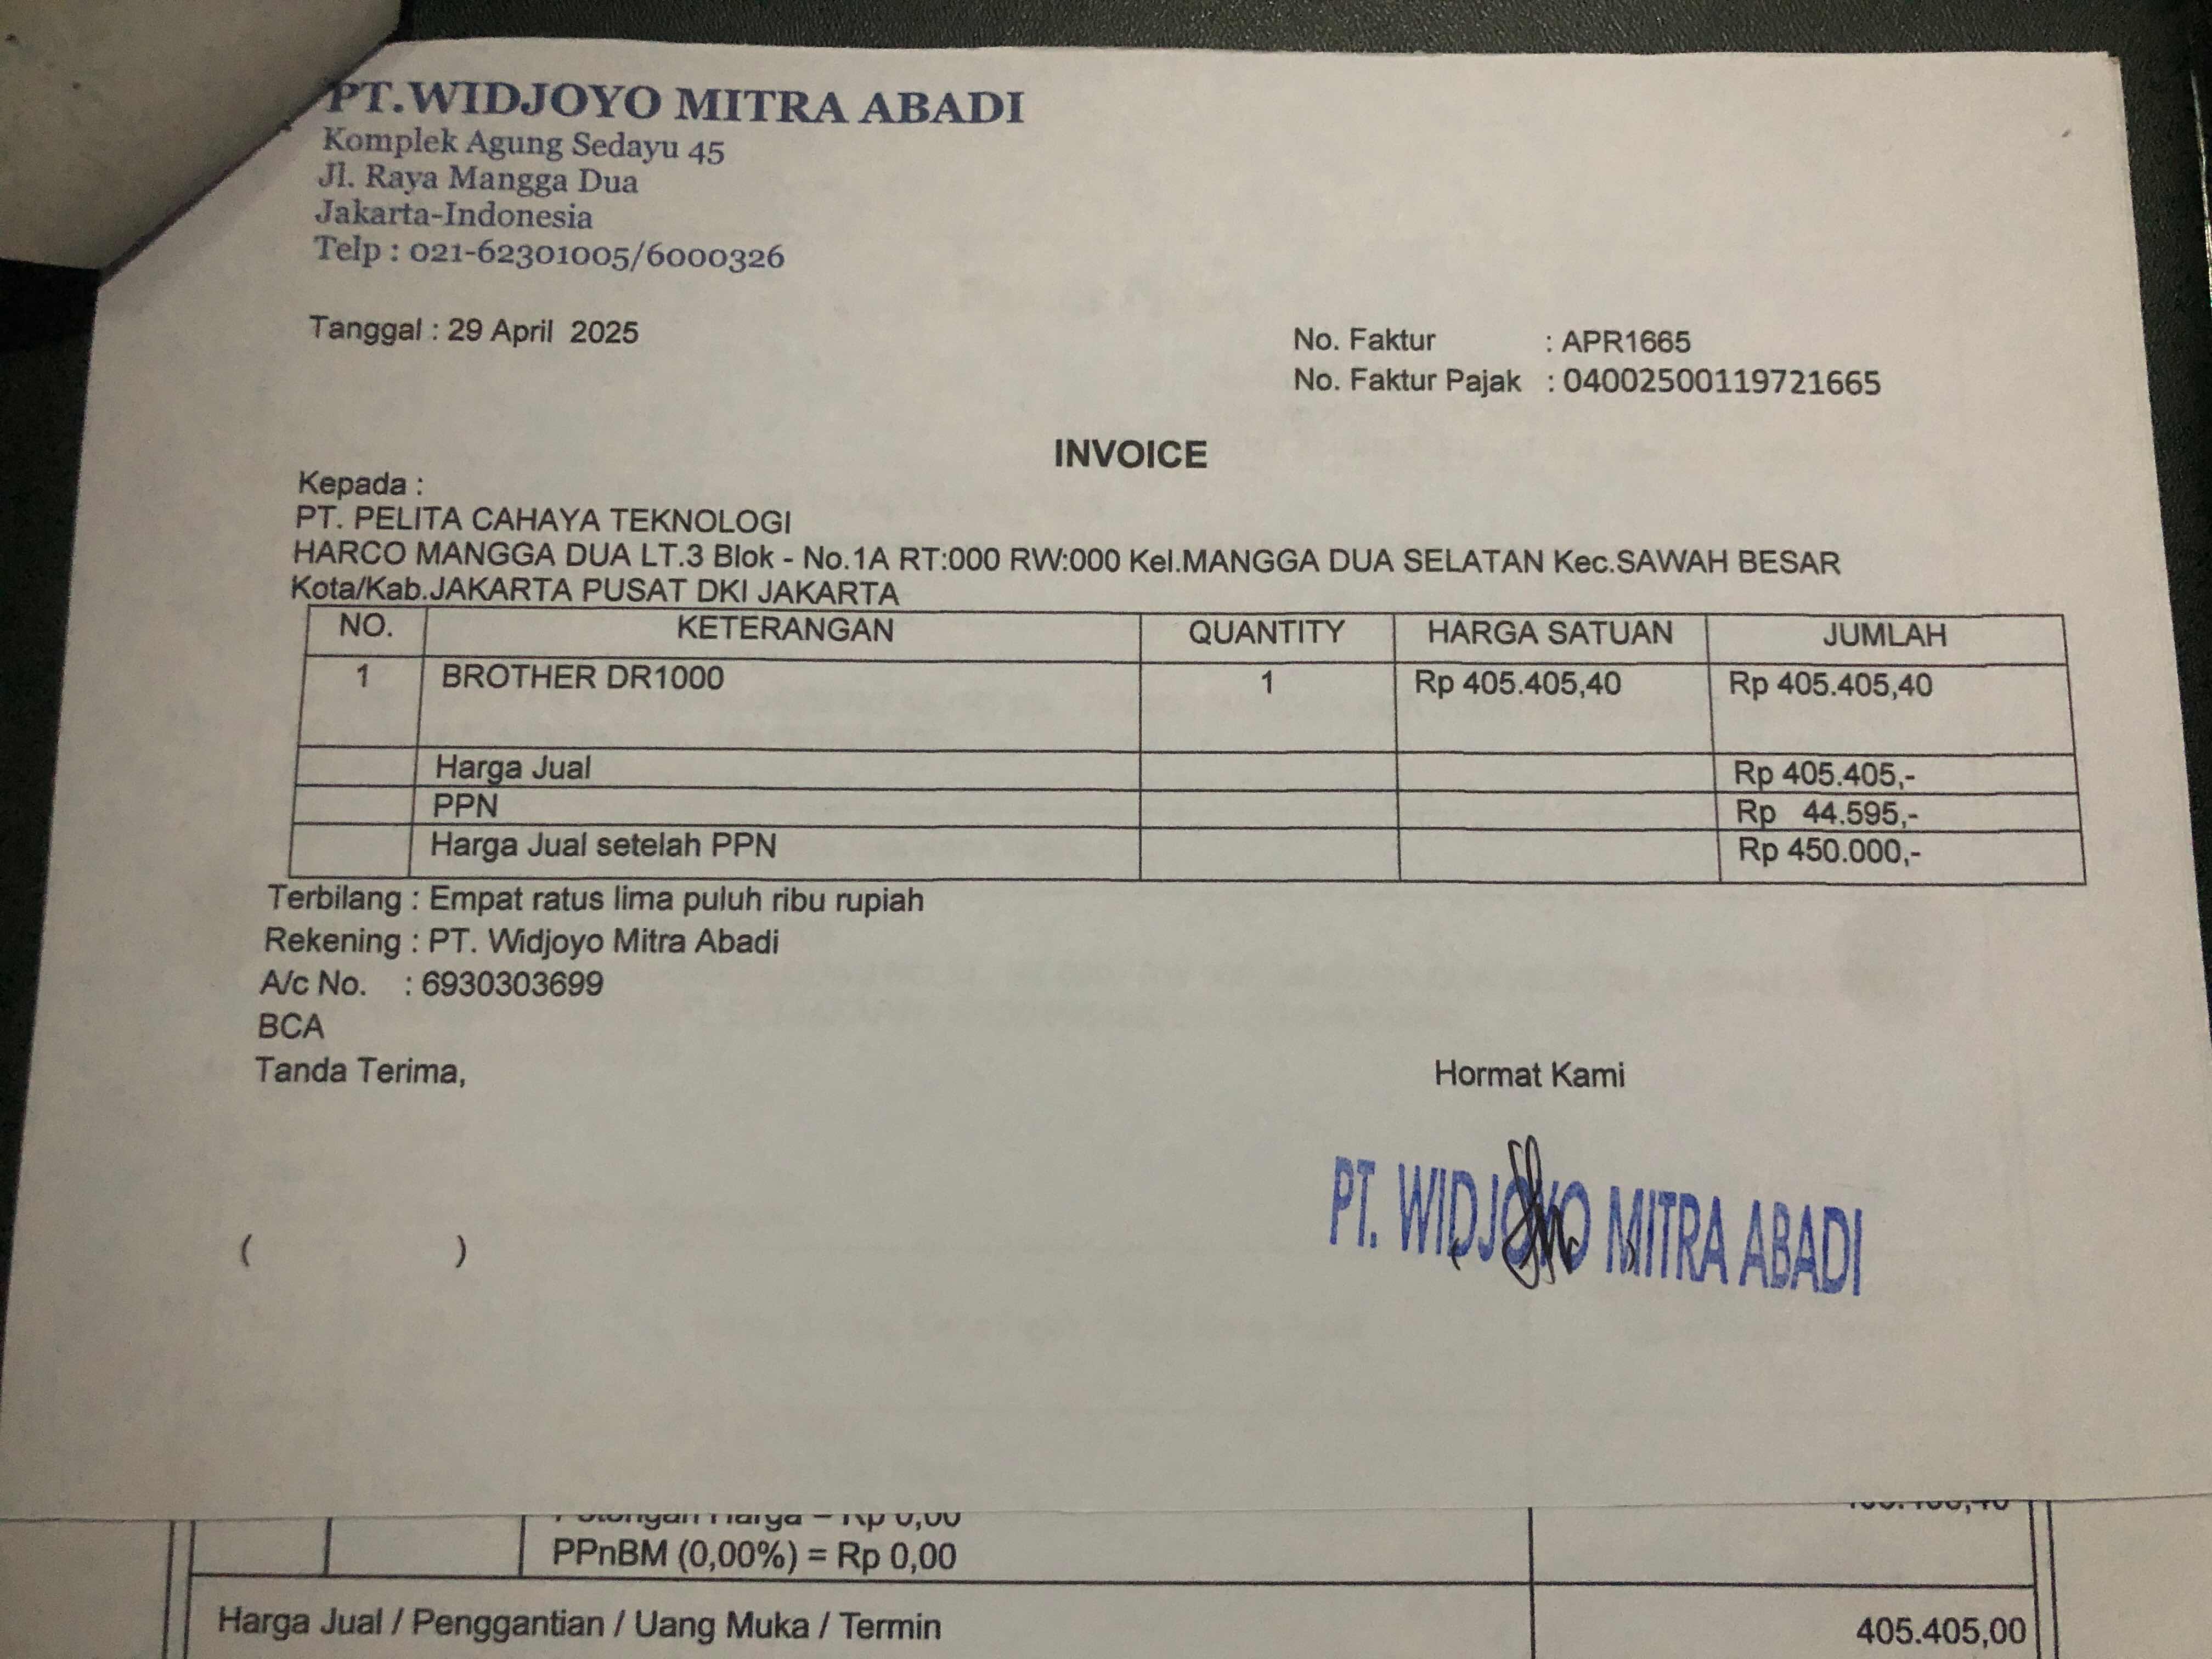 PT.WIDJOYO MITRA ABADI
Komplek Agung Sedayu 45
Jl. Raya Mangga Dua
Jakarta-Indonesia
Telp : 021-62301005/6000326
Tanggal : 29 April 2025
No. Faktur : APR1665
No. Faktur Pajak : 04002500119721665
INVOICE
Kepada :
PT. PELITA CAHAYA TEKNOLOGI
HARCO MANGGA DUA LT.3 Blok - No.1A RT:000 RW:000 Kel.MANGGA DUA SELATAN Kec.SAWAH BESAR
Kota/Kab.JAKARTA PUSAT DKI JAKARTA
NO. KETERANGAN QUANTITY HARGA SATUAN JUMLAH
1 BROTHER DR1000 1 Rp 405.405,40 Rp 405.405,40
Harga Jual Rp 405.405,-
PPN Rp 44.595,-
Harga Jual setelah PPN Rp 450.000,-
Terbilang : Empat ratus lima puluh ribu rupiah
Rekening : PT. Widjoyo Mitra Abadi
A/c No. : 6930303699
BCA
Tanda Terima, Hormat Kami
PT. WIDJOYO MITRA ABADI
( )
Potongan Harga = Rp 0,00
PPnBM (0,00%) = Rp 0,00
Harga Jual / Penggantian / Uang Muka / Termin 405.405,00